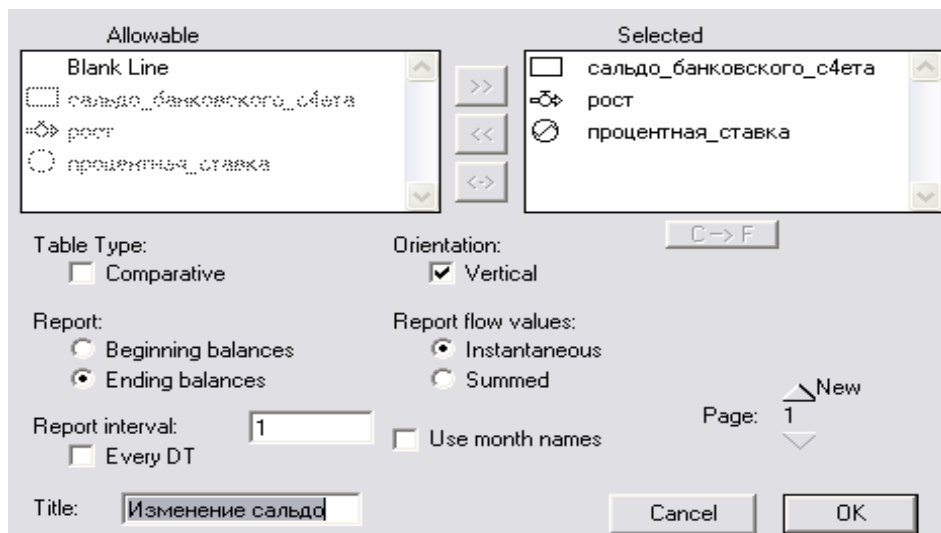 Allowable
Selected
Blank Line
сальдо_банковского_с4ета
рост
процентная_ставка
>>
<<
<->
сальдо_банковского_с4ета
рост
процентная_ставка
C->F
Table Type:
Comparative
Orientation:
Vertical
Report:
Beginning balances
Ending balances
Report flow values:
Instantaneous
Summed
Report interval: 1
Every DT
Use month names
New
Page: 1
Title: Изменение сальдо
Cancel
OK